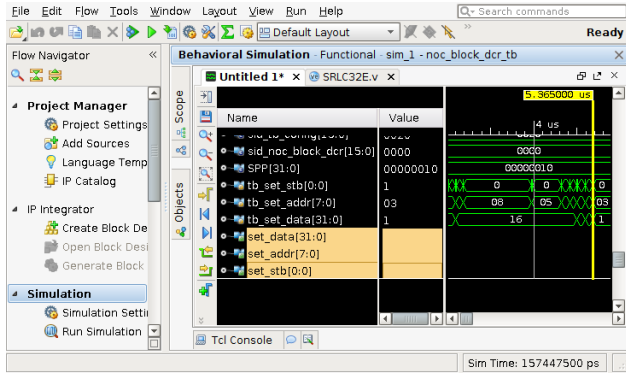 File Edit Flow Tools Window Layout View Run Help
Search commands
Default Layout
Ready
Flow Navigator
Behavioral Simulation - Functional - sim_1 - noc_block_dcr_tb
Untitled 1* SRLC32E.v
Project Manager
Project Settings
Add Sources
Language Temp
IP Catalog
IP Integrator
Create Block De
Open Block Desi
Generate Block
Simulation
Simulation Setti
Run Simulation
Scope
Objects
5.365000 us
Name Value
4 us
sid_noc_block_dcr[15:0] 0000 0000
SPP[31:0] 00000010 00000010
tb_set_stb[0:0] 1 0 0 0
tb_set_addr[7:0] 03 08 05 03
tb_set_data[31:0] 1 16 1
set_data[31:0]
set_addr[7:0]
set_stb[0:0]
Tcl Console
Sim Time: 157447500 ps